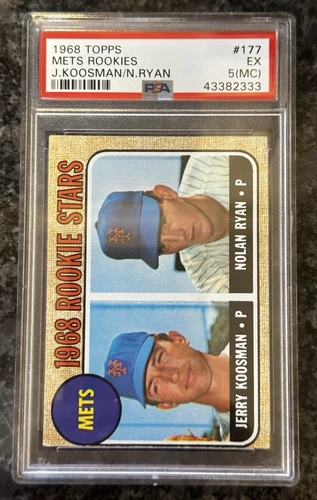 1968 TOPPS #177
METS ROOKIES EX
J.KOOSMAN/N.RYAN 5(MC)
PSA 43382333
1968 ROOKIE STARS
METS
JERRY KOOSMAN • P
NOLAN RYAN • P